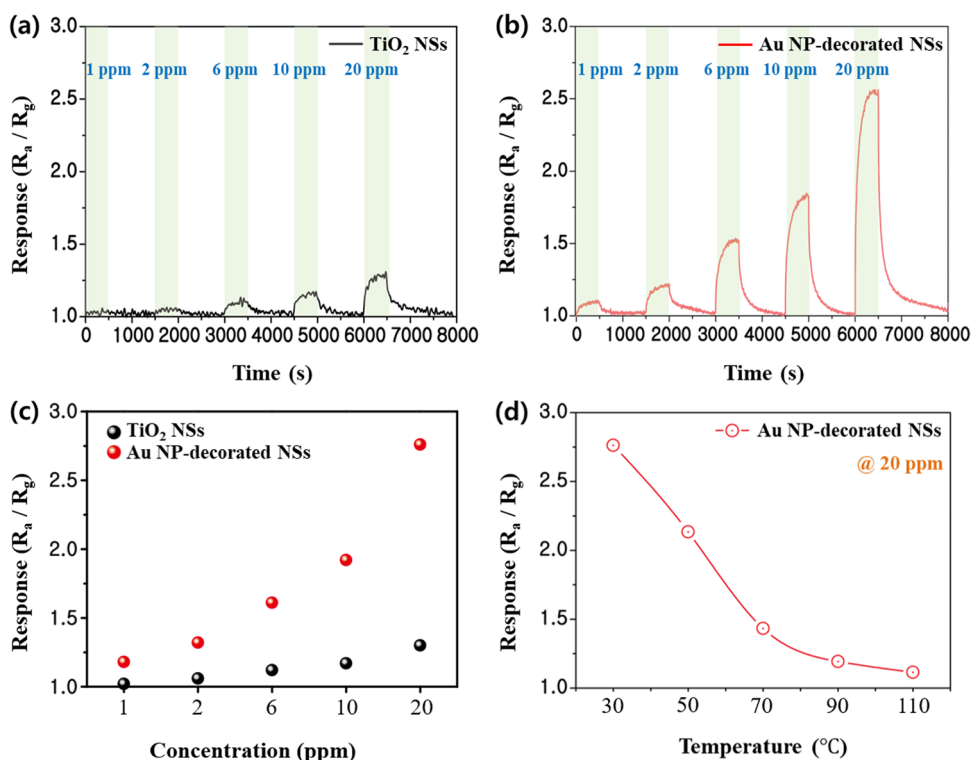 (a)
TiO₂ NSs
1 ppm 2 ppm 6 ppm 10 ppm 20 ppm
3.0
2.5
2.0
1.5
1.0
Response (Rₐ / R_g)
0 1000 2000 3000 4000 5000 6000 7000 8000
Time (s)
(b)
Au NP-decorated NSs
1 ppm 2 ppm 6 ppm 10 ppm 20 ppm
3.0
2.5
2.0
1.5
1.0
Response (Rₐ / R_g)
0 1000 2000 3000 4000 5000 6000 7000 8000
Time (s)
(c)
TiO₂ NSs
Au NP-decorated NSs
3.0
2.5
2.0
1.5
1.0
Response (Rₐ / R_g)
1 2 6 10 20
Concentration (ppm)
(d)
Au NP-decorated NSs
@ 20 ppm
3.0
2.5
2.0
1.5
1.0
Response (Rₐ / R_g)
30 50 70 90 110
Temperature (℃)